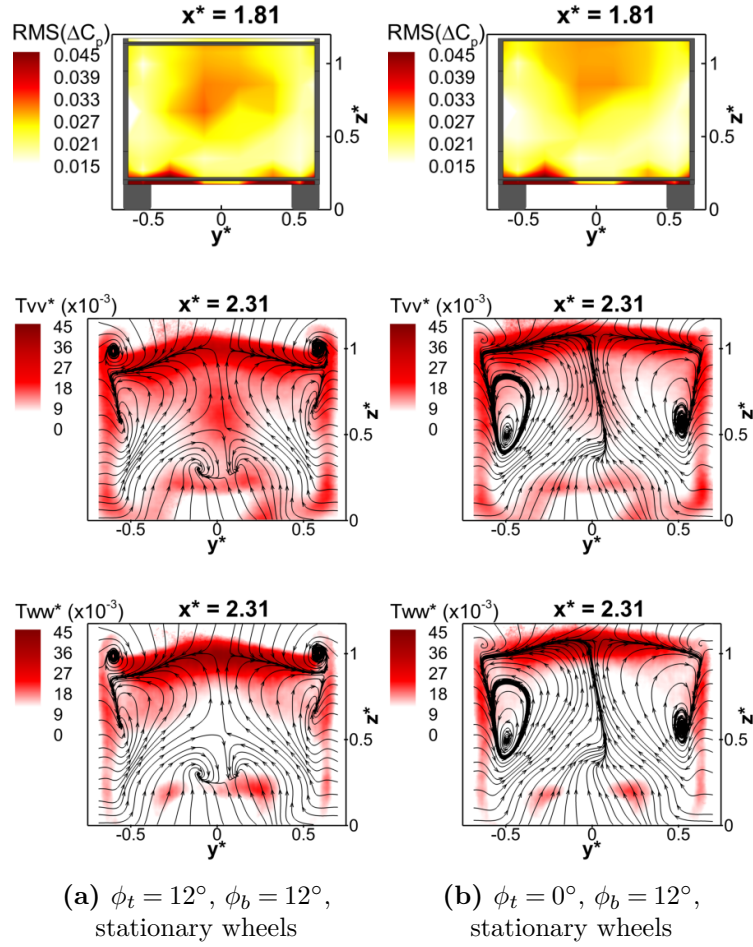 x* = 1.81
RMS(ΔCp)
0.045
0.039
0.033
0.027
0.021
0.015
1
0.5
0
z*
-0.5 0 0.5
y*
x* = 1.81
RMS(ΔCp)
0.045
0.039
0.033
0.027
0.021
0.015
1
0.5
0
z*
-0.5 0 0.5
y*
Tvv* (x10⁻³)
x* = 2.31
45
36
27
18
9
0
1
0.5
0
z*
-0.5 0 0.5
y*
Tvv* (x10⁻³)
x* = 2.31
45
36
27
18
9
0
1
0.5
0
z*
-0.5 0 0.5
y*
Tww* (x10⁻³)
x* = 2.31
45
36
27
18
9
0
1
0.5
0
z*
-0.5 0 0.5
y*
Tww* (x10⁻³)
x* = 2.31
45
36
27
18
9
0
1
0.5
0
z*
-0.5 0 0.5
y*
(a) ϕt = 12°, ϕb = 12°,
stationary wheels
(b) ϕt = 0°, ϕb = 12°,
stationary wheels